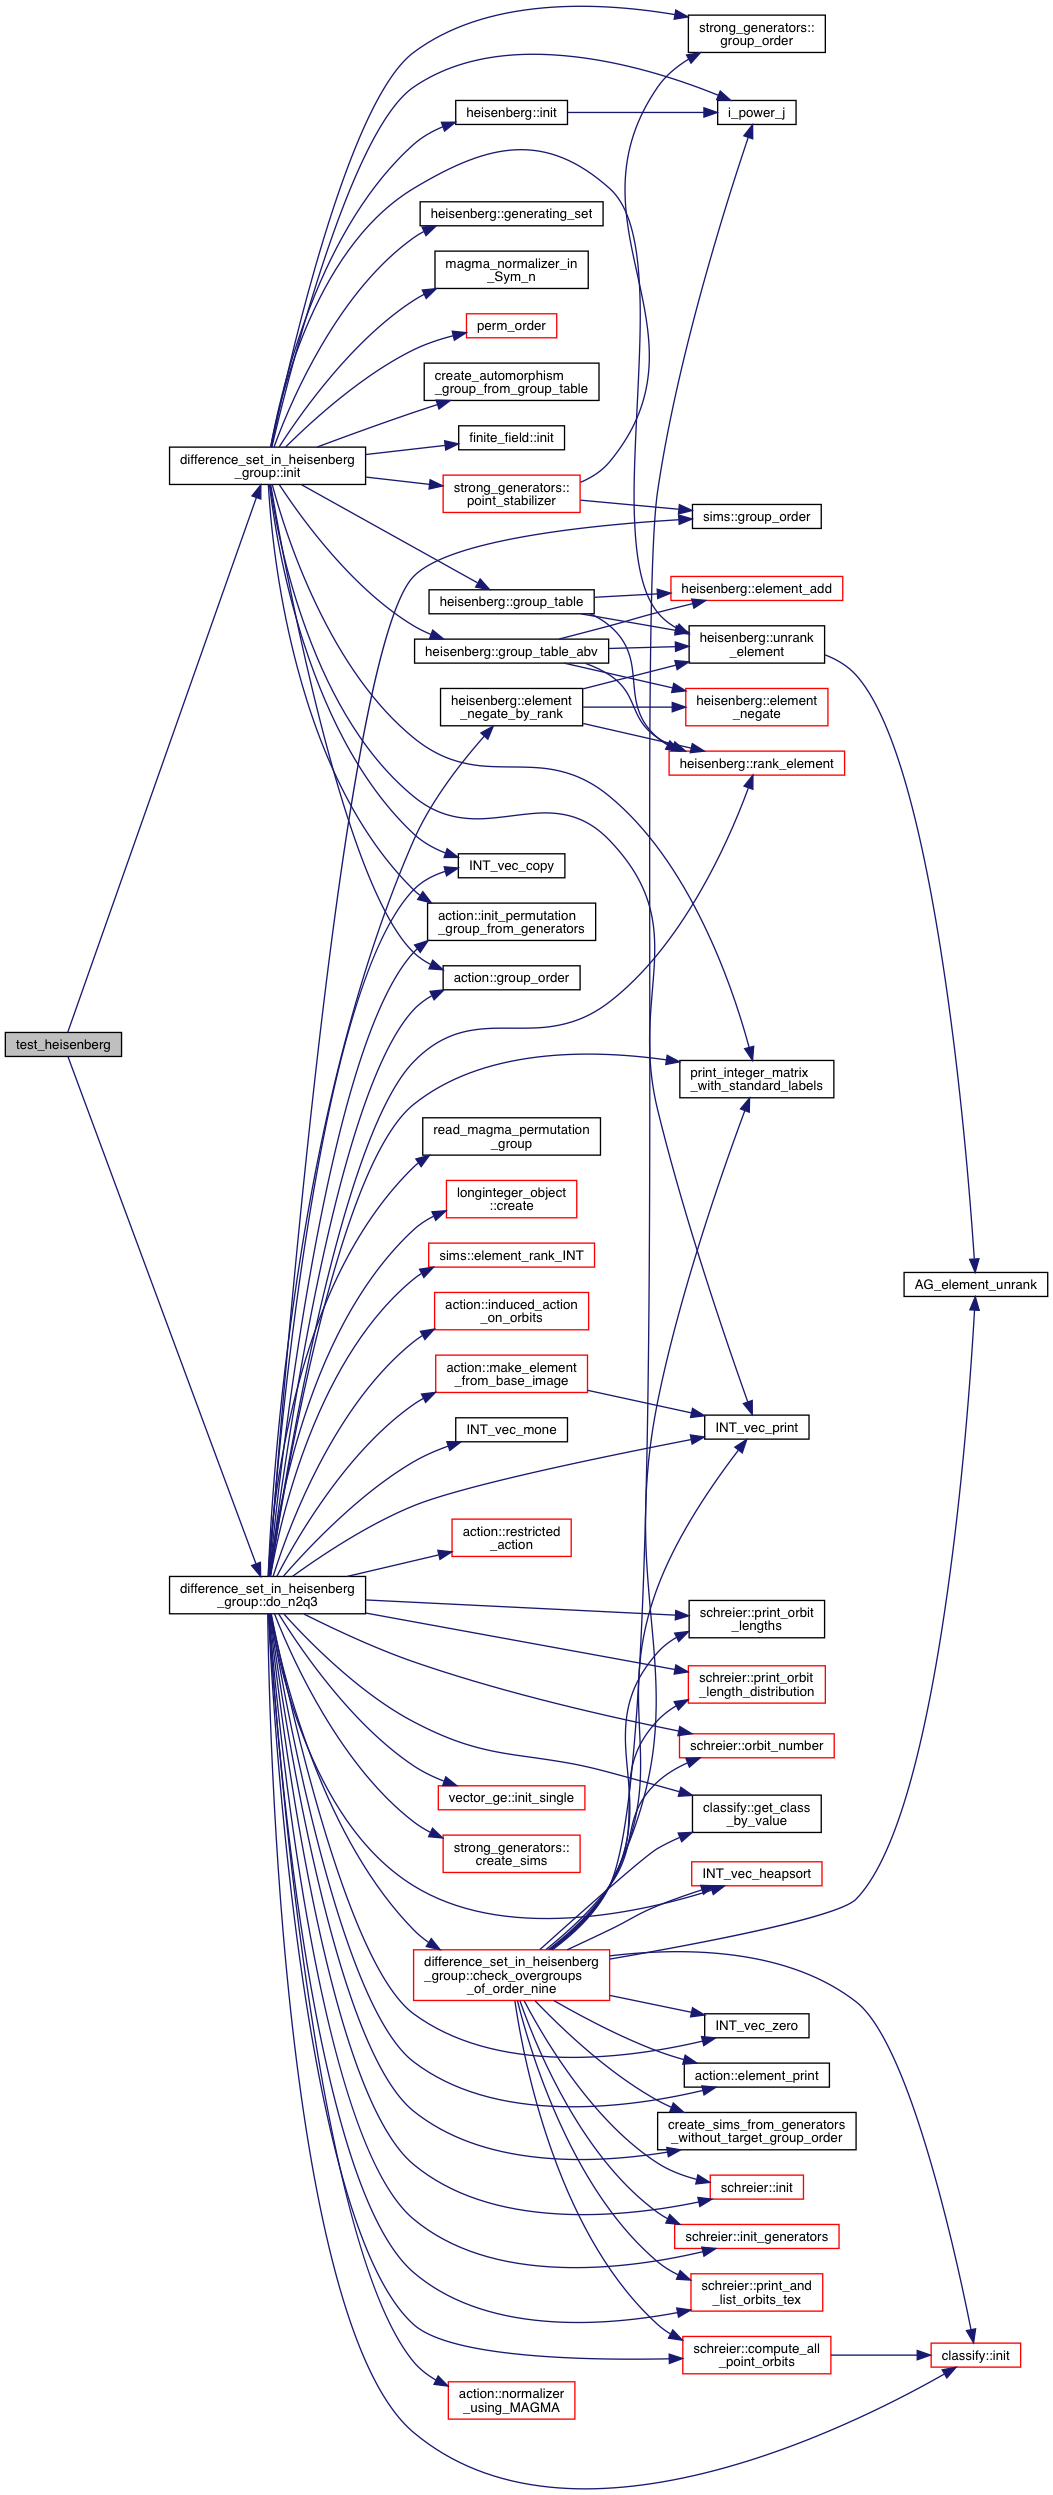 strong_generators::
group_order
heisenberg::init
i_power_j
heisenberg::generating_set
magma_normalizer_in
_Sym_n
perm_order
create_automorphism
_group_from_group_table
finite_field::init
difference_set_in_heisenberg
_group::init
strong_generators::
point_stabilizer
sims::group_order
heisenberg::group_table
heisenberg::element_add
heisenberg::group_table_abv
heisenberg::unrank
_element
heisenberg::element
_negate_by_rank
heisenberg::element
_negate
heisenberg::rank_element
INT_vec_copy
action::init_permutation
_group_from_generators
action::group_order
test_heisenberg
print_integer_matrix
_with_standard_labels
read_magma_permutation
_group
longinteger_object
::create
sims::element_rank_INT
AG_element_unrank
action::induced_action
_on_orbits
action::make_element
_from_base_image
INT_vec_mone
INT_vec_print
action::restricted
_action
difference_set_in_heisenberg
_group::do_n2q3
schreier::print_orbit
_lengths
schreier::print_orbit
_length_distribution
schreier::orbit_number
vector_ge::init_single
classify::get_class
_by_value
strong_generators::
create_sims
INT_vec_heapsort
difference_set_in_heisenberg
_group::check_overgroups
_of_order_nine
INT_vec_zero
action::element_print
create_sims_from_generators
_without_target_group_order
schreier::init
schreier::init_generators
schreier::print_and
_list_orbits_tex
schreier::compute_all
_point_orbits
classify::init
action::normalizer
_using_MAGMA